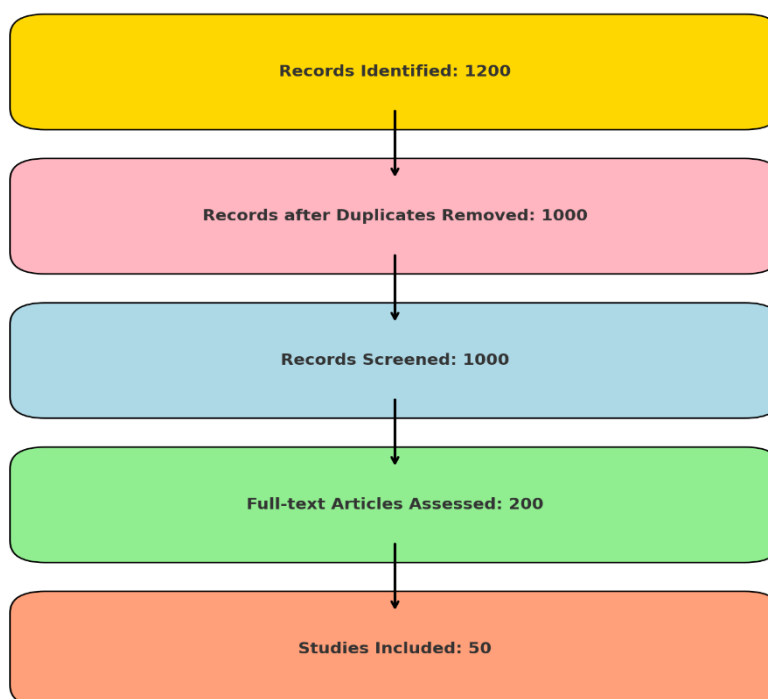 Records Identified: 1200
Records after Duplicates Removed: 1000
Records Screened: 1000
Full-text Articles Assessed: 200
Studies Included: 50